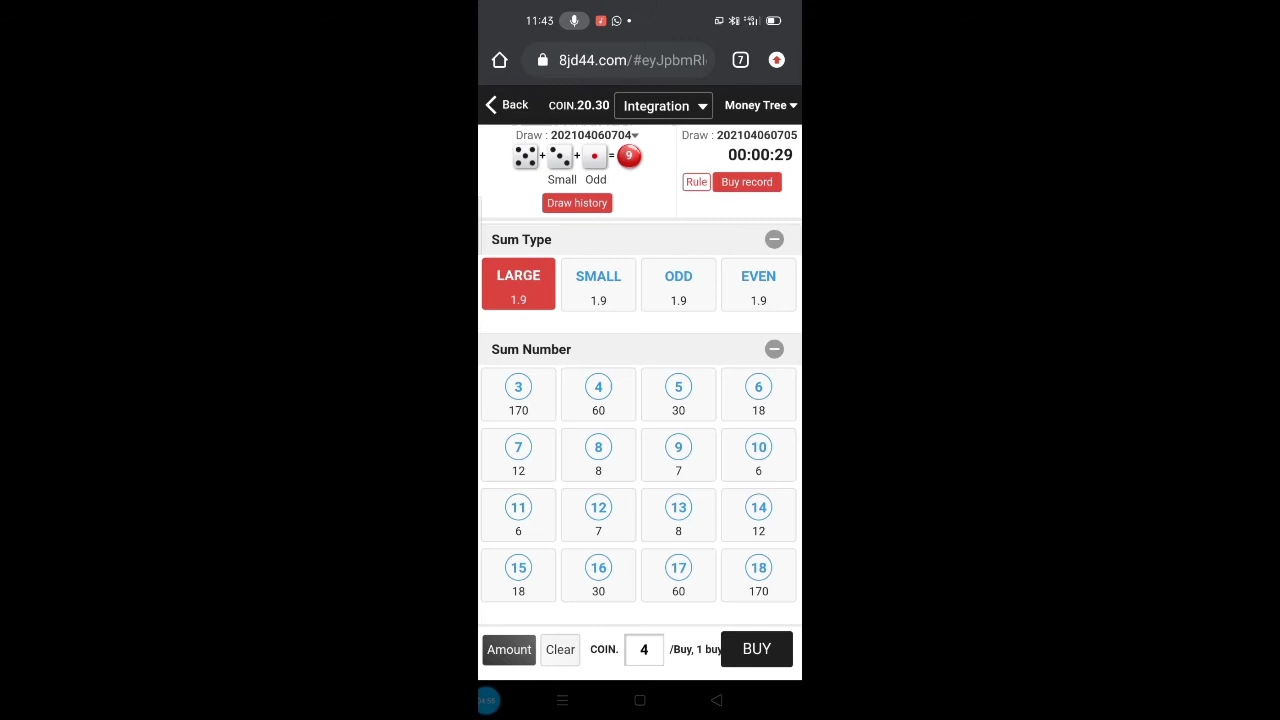 11:43
8jd44.com/#eyJpbmRl
7
Back COIN.20.30 Integration Money Tree
Draw : 202104060704
+ + = 9
Small Odd
Draw history
Draw : 202104060705
00:00:29
Rule Buy record
Sum Type
LARGE SMALL ODD EVEN
1.9 1.9 1.9 1.9
Sum Number
3 4 5 6
170 60 30 18
7 8 9 10
12 8 7 6
11 12 13 14
6 7 8 12
15 16 17 18
18 30 60 170
Amount Clear COIN. 4 /Buy, 1 buy BUY